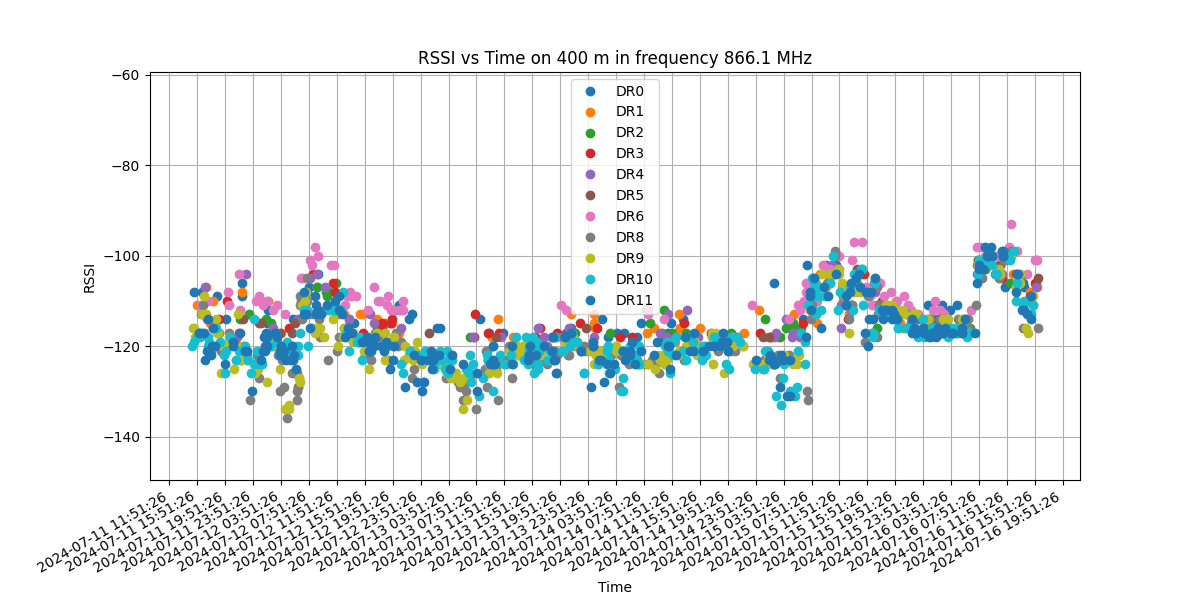 RSSI vs Time on 400 m in frequency 866.1 MHz
−60
−80
−100
−120
−140
RSSI
DR0
DR1
DR2
DR3
DR4
DR5
DR6
DR8
DR9
DR10
DR11
2024-07-11 11:51:26
2024-07-11 15:51:26
2024-07-11 19:51:26
2024-07-11 23:51:26
2024-07-12 03:51:26
2024-07-12 07:51:26
2024-07-12 11:51:26
2024-07-12 15:51:26
2024-07-12 19:51:26
2024-07-12 23:51:26
2024-07-13 03:51:26
2024-07-13 07:51:26
2024-07-13 11:51:26
2024-07-13 15:51:26
2024-07-13 19:51:26
2024-07-13 23:51:26
2024-07-14 03:51:26
2024-07-14 07:51:26
2024-07-14 11:51:26
2024-07-14 15:51:26
2024-07-14 19:51:26
2024-07-14 23:51:26
2024-07-15 03:51:26
2024-07-15 07:51:26
2024-07-15 11:51:26
2024-07-15 15:51:26
2024-07-15 19:51:26
2024-07-15 23:51:26
2024-07-16 03:51:26
2024-07-16 07:51:26
2024-07-16 11:51:26
2024-07-16 15:51:26
2024-07-16 19:51:26
Time